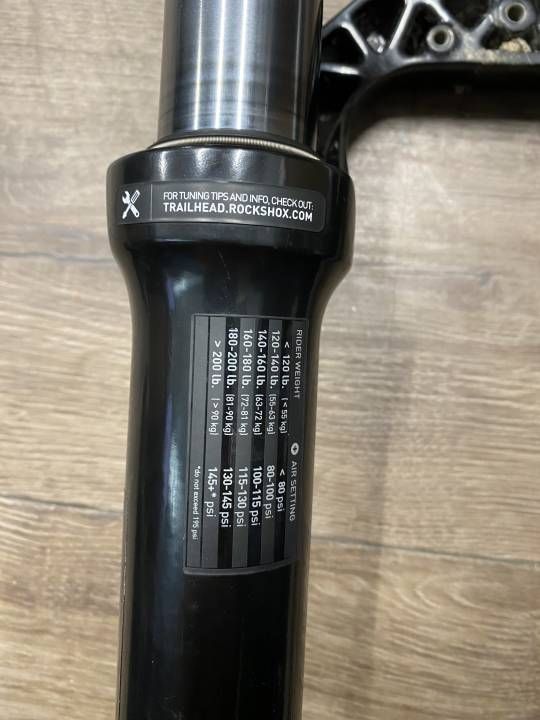 FOR TUNING TIPS AND INFO, CHECK OUT:
TRAILHEAD.ROCKSHOX.COM
RIDER WEIGHT AIR SETTING
< 120 lb. (< 55 kg) < 80 psi
120-140 lb. (55-63 kg) 80-100 psi
140-160 lb. (63-72 kg) 100-115 psi
160-180 lb. (72-81 kg) 115-130 psi
180-200 lb. (81-90 kg) 130-145 psi
> 200 lb. (> 90 kg) 145+* psi
*do not exceed 195 psi